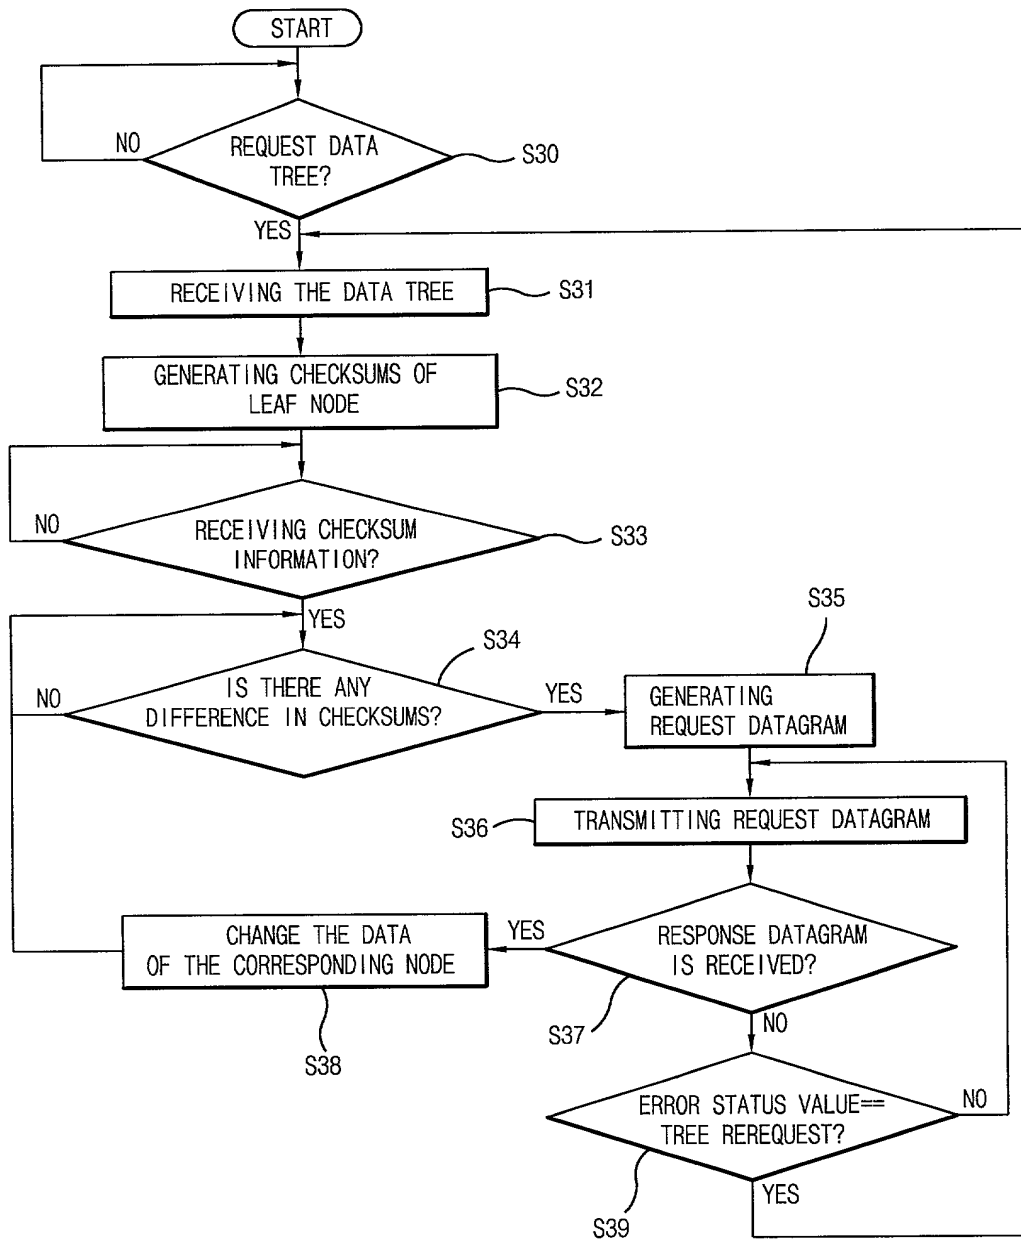 START
NO
REQUEST DATA
TREE?
S30
YES
RECEIVING THE DATA TREE
S31
GENERATING CHECKSUMS OF
LEAF NODE
S32
NO
RECEIVING CHECKSUM
INFORMATION?
S33
YES
S35
S34
NO
IS THERE ANY
DIFFERENCE IN CHECKSUMS?
YES
GENERATING
REQUEST DATAGRAM
S36
TRANSMITTING REQUEST DATAGRAM
CHANGE THE DATA
OF THE CORRESPONDING NODE
YES
RESPONSE DATAGRAM
IS RECEIVED?
S37
NO
S38
ERROR STATUS VALUE==
TREE REREQUEST?
NO
S39
YES